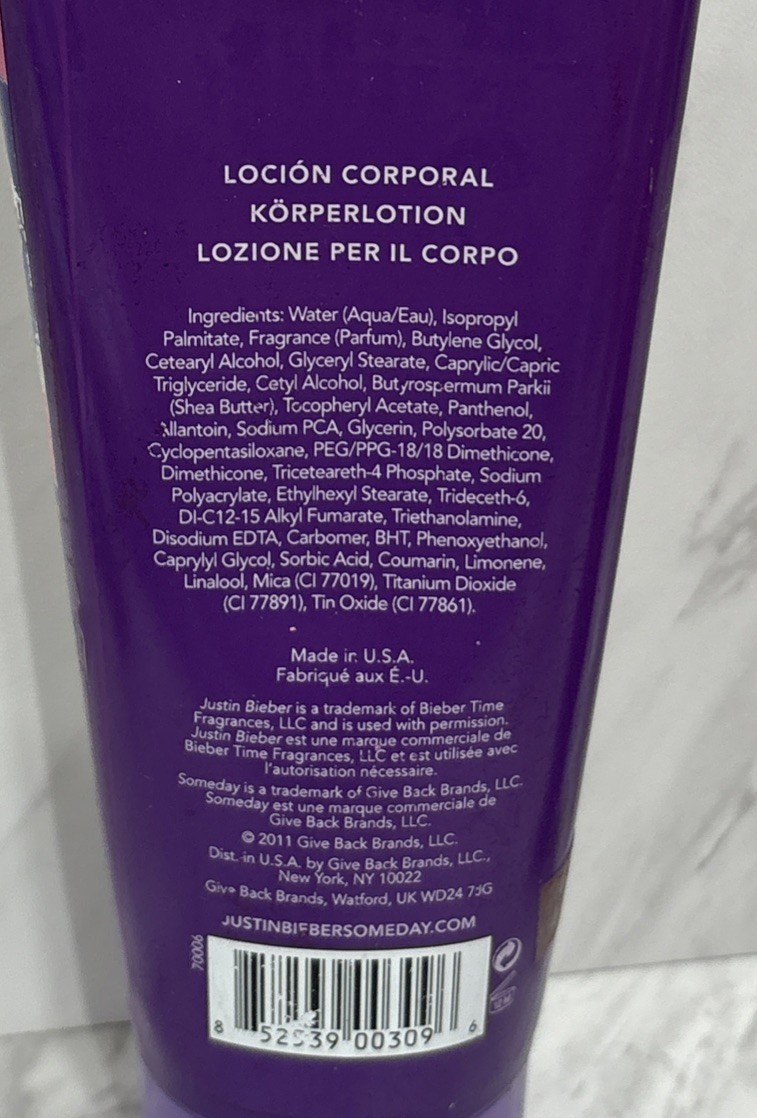 LOCIÓN CORPORAL
KÖRPERLOTION
LOZIONE PER IL CORPO
Ingredients: Water (Aqua/Eau), Isopropyl
Palmitate, Fragrance (Parfum), Butylene Glycol,
Cetearyl Alcohol, Glyceryl Stearate, Caprylic/Capric
Triglyceride, Cetyl Alcohol, Butyrospermum Parkii
(Shea Butter), Tocopheryl Acetate, Panthenol,
Allantoin, Sodium PCA, Glycerin, Polysorbate 20,
Cyclopentasiloxane, PEG/PPG-18/18 Dimethicone,
Dimethicone, Triceteareth-4 Phosphate, Sodium
Polyacrylate, Ethylhexyl Stearate, Trideceth-6,
DI-C12-15 Alkyl Fumarate, Triethanolamine,
Disodium EDTA, Carbomer, BHT, Phenoxyethanol,
Caprylyl Glycol, Sorbic Acid, Coumarin, Limonene,
Linalool, Mica (CI 77019), Titanium Dioxide
(CI 77891), Tin Oxide (CI 77861).
Made in U.S.A.
Fabriqué aux É.-U.
Justin Bieber is a trademark of Bieber Time
Fragrances, LLC and is used with permission.
Justin Bieber est une marque commerciale de
Bieber Time Fragrances, LLC et est utilisée avec
l'autorisation nécessaire.
Someday is a trademark of Give Back Brands, LLC.
Someday est une marque commerciale de
Give Back Brands, LLC.
© 2011 Give Back Brands, LLC.
Dist. in U.S.A. by Give Back Brands, LLC.,
New York, NY 10022
Give Back Brands, Watford, UK WD24
JUSTINBIEBERSOMEDAY.COM
70006
12M
8 52539 00309 6